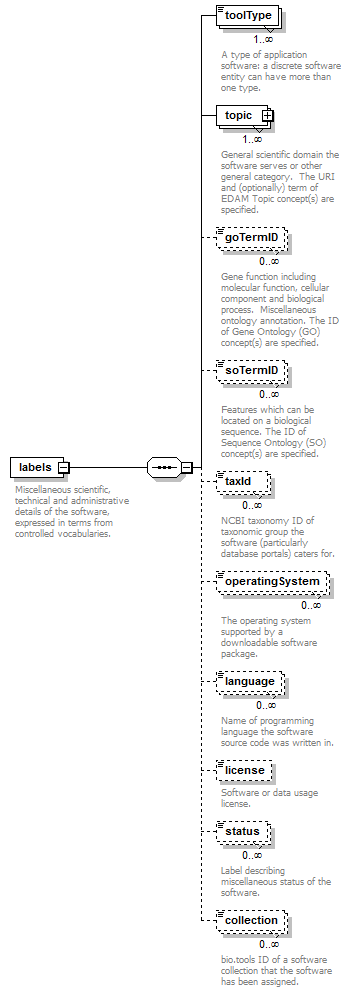 toolType
1..∞
A type of application
software: a discrete software
entity can have more than
one type.
topic
1..∞
General scientific domain the
software serves or other
general category. The URI
and (optionally) term of
EDAM Topic concept(s) are
specified.
goTermID
0..∞
Gene function including
molecular function, cellular
component and biological
process. Miscellaneous
ontology annotation. The ID
of Gene Ontology (GO)
concept(s) are specified.
soTermID
0..∞
Features which can be
located on a biological
sequence. The ID of
Sequence Ontology (SO)
concept(s) are specified.
labels
Miscellaneous scientific,
technical and administrative
details of the software,
expressed in terms from
controlled vocabularies.
taxId
0..∞
NCBI taxonomy ID of
taxonomic group the
software (particularly
database portals) caters for.
operatingSystem
0..∞
The operating system
supported by a
downloadable software
package.
language
0..∞
Name of programming
language the software
source code was written in.
license
Software or data usage
license.
status
0..∞
Label describing
miscellaneous status of the
software.
collection
0..∞
bio.tools ID of a software
collection that the software
has been assigned.